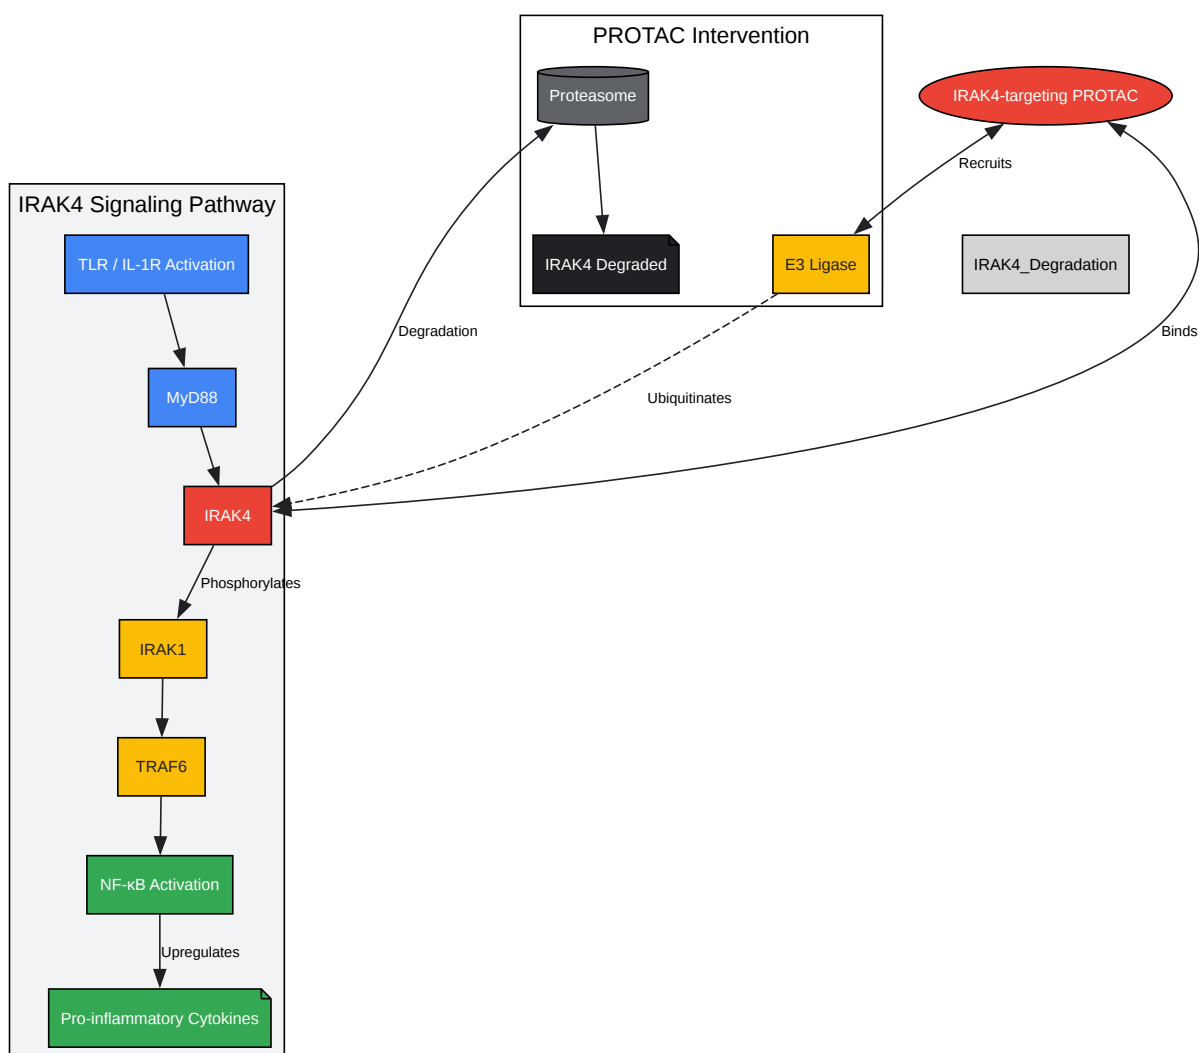 PROTAC Intervention
Proteasome
IRAK4-targeting PROTAC
Recruits
IRAK4 Signaling Pathway
TLR / IL-1R Activation
IRAK4 Degraded
E3 Ligase
IRAK4_Degradation
Degradation
Binds
MyD88
Ubiquitinates
IRAK4
Phosphorylates
IRAK1
TRAF6
NF-κB Activation
Upregulates
Pro-inflammatory Cytokines